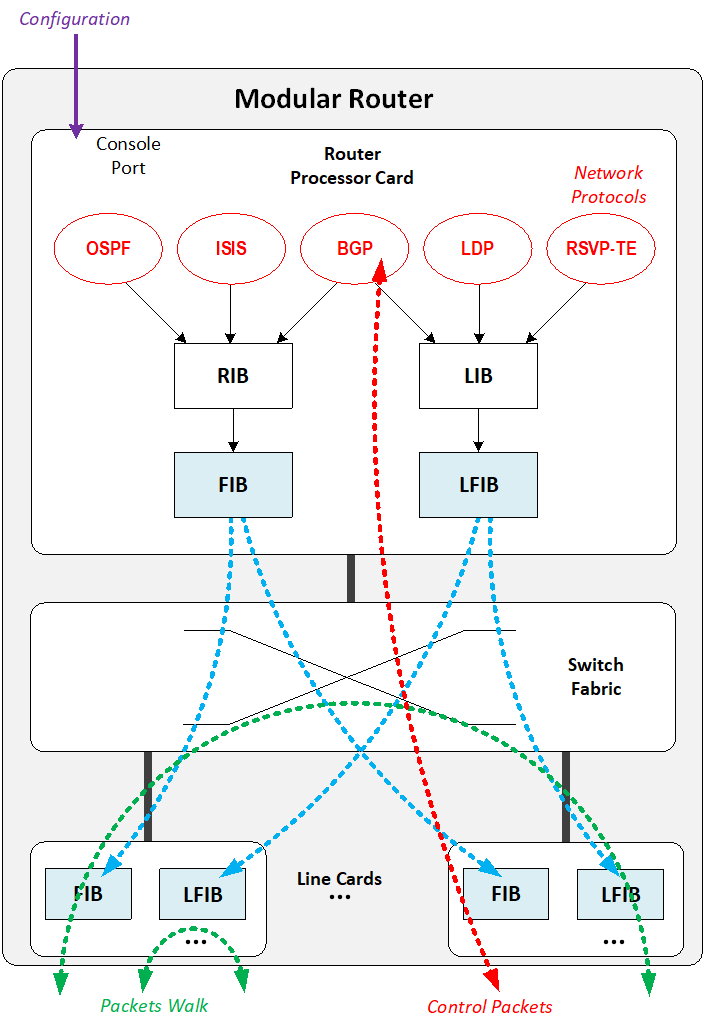 Configuration
Modular Router
Console
Port
Router
Processor Card
Network
Protocols
OSPF
ISIS
BGP
LDP
RSVP-TE
RIB
LIB
FIB
LFIB
Switch
Fabric
FIB
LFIB
...
Line Cards
...
FIB
LFIB
...
Packets Walk
Control Packets